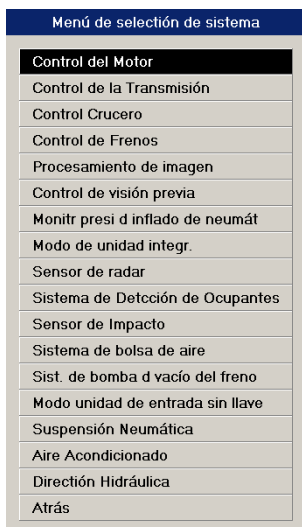 Menú de selección de sistema
Control del Motor
Control de la Transmisión
Control Crucero
Control de Frenos
Procesamiento de imagen
Control de visión previa
Monitr presi d inflado de neumát
Modo de unidad integr.
Sensor de radar
Sistema de Detcción de Ocupantes
Sensor de Impacto
Sistema de bolsa de aire
Sist. de bomba d vacío del freno
Modo unidad de entrada sin llave
Suspensión Neumática
Aire Acondicionado
Directión Hidráulica
Atrás